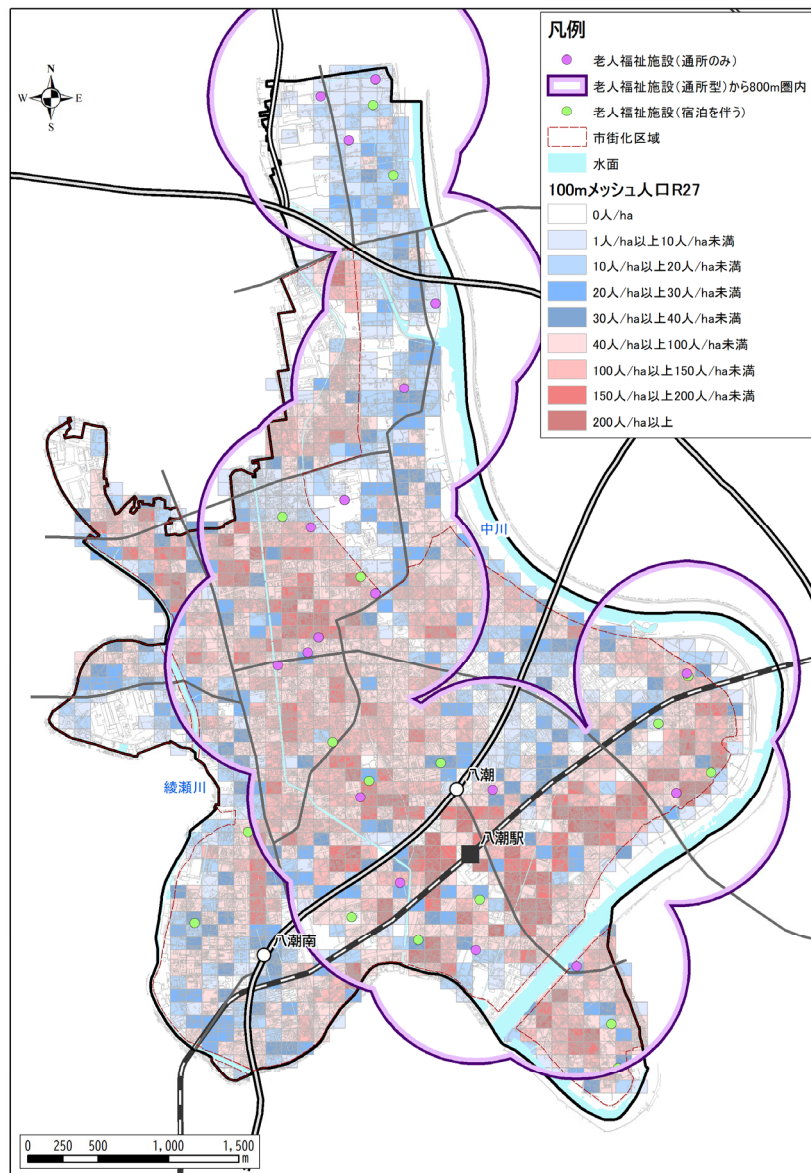 凡例
老人福祉施設(通所のみ)
老人福祉施設(通所型)から800m圏内
老人福祉施設(宿泊を伴う)
市街化区域
水面
100mメッシュ人口R27
0人/ha
1人/ha以上10人/ha未満
10人/ha以上20人/ha未満
20人/ha以上30人/ha未満
30人/ha以上40人/ha未満
40人/ha以上100人/ha未満
100人/ha以上150人/ha未満
150人/ha以上200人/ha未満
200人/ha以上
N
W
E
S
中川
綾瀬川
八潮
八潮駅
八潮南
0 250 500 1,000 1,500
m